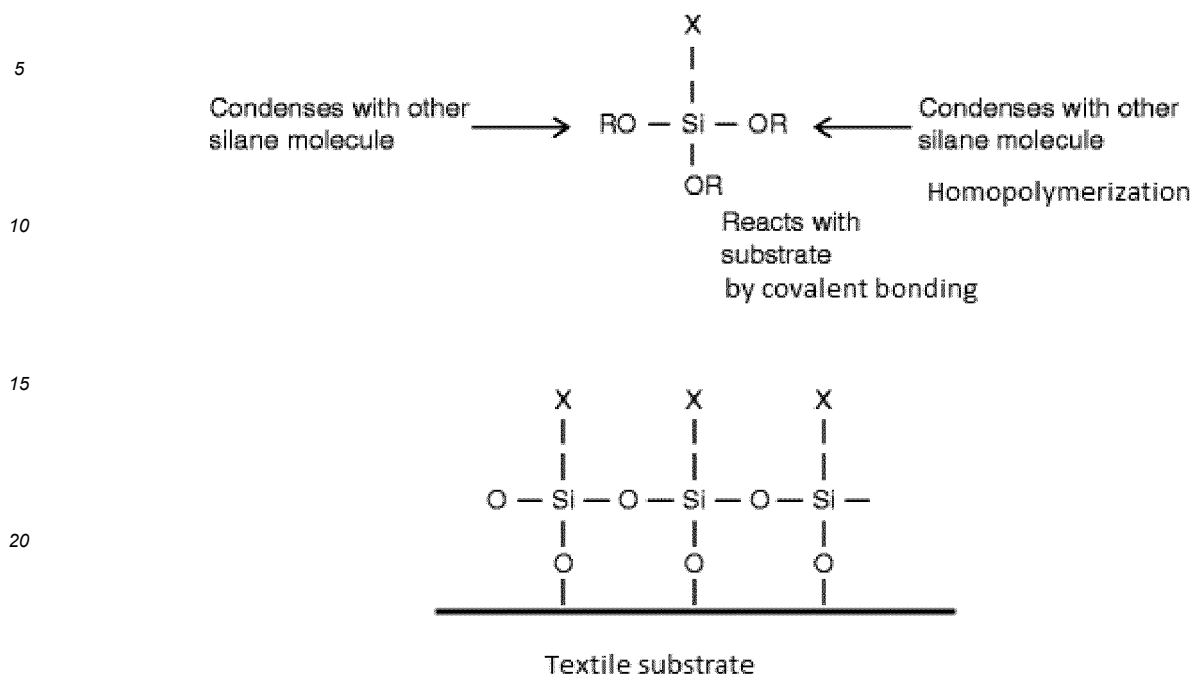 X
5
Condenses with other
silane molecule
RO — Si — OR
Condenses with other
silane molecule
OR
Homopolymerization
10
Reacts with
substrate
by covalent bonding
15
X X X
O — Si — O — Si — O — Si —
20
O O O
Textile substrate